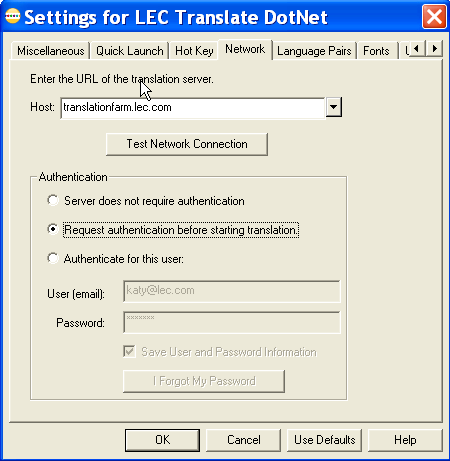 Settings for LEC Translate DotNet
Miscellaneous Quick Launch Hot Key Network Language Pairs Fonts
Enter the URL of the translation server.
Host: translationfarm.lec.com
Test Network Connection
Authentication
Server does not require authentication
Request authentication before starting translation.
Authenticate for this user:
User (email): katy@lec.com
Password: *******
Save User and Password Information
I Forgot My Password
OK Cancel Use Defaults Help